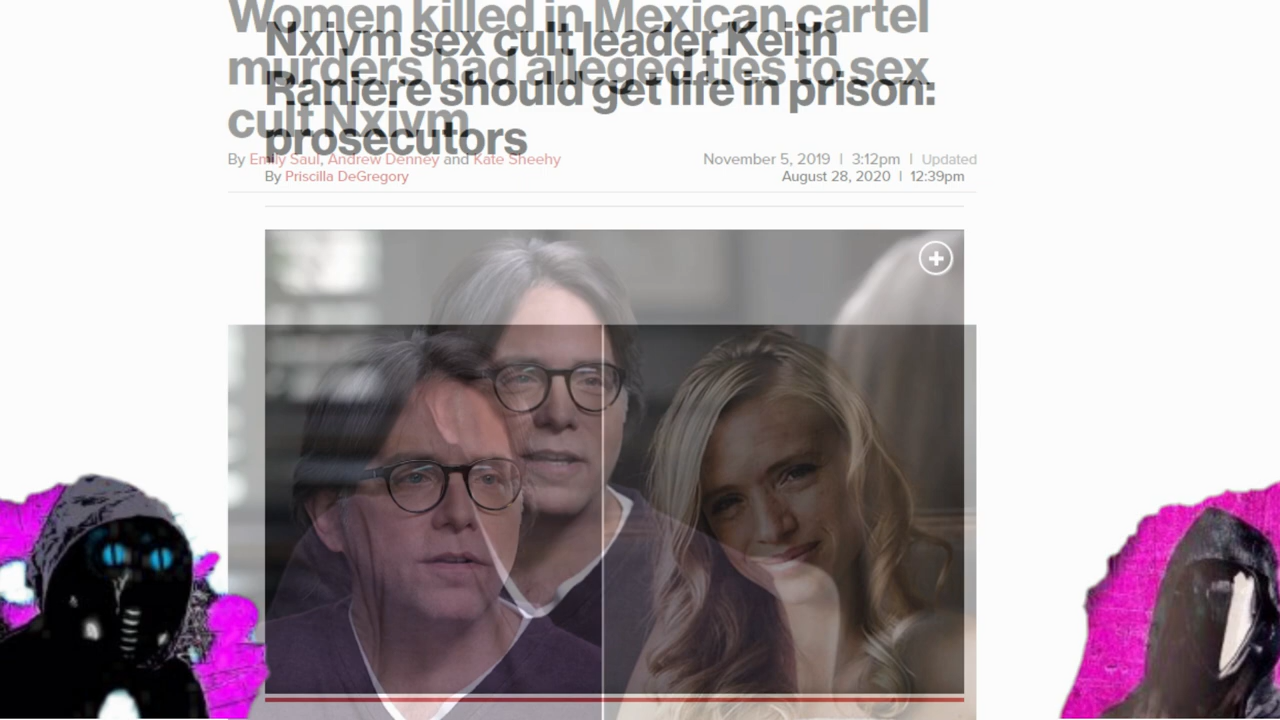 Women killed in Mexican cartel
murders had alleged ties to sex
cult Nxivm
By Emily Saul, Andrew Denney and Kate Sheehy
November 5, 2019 | 3:12pm | Updated
Nxivm sex cult leader Keith
Raniere should get life in prison:
prosecutors
By Priscilla DeGregory
August 28, 2020 | 12:39pm